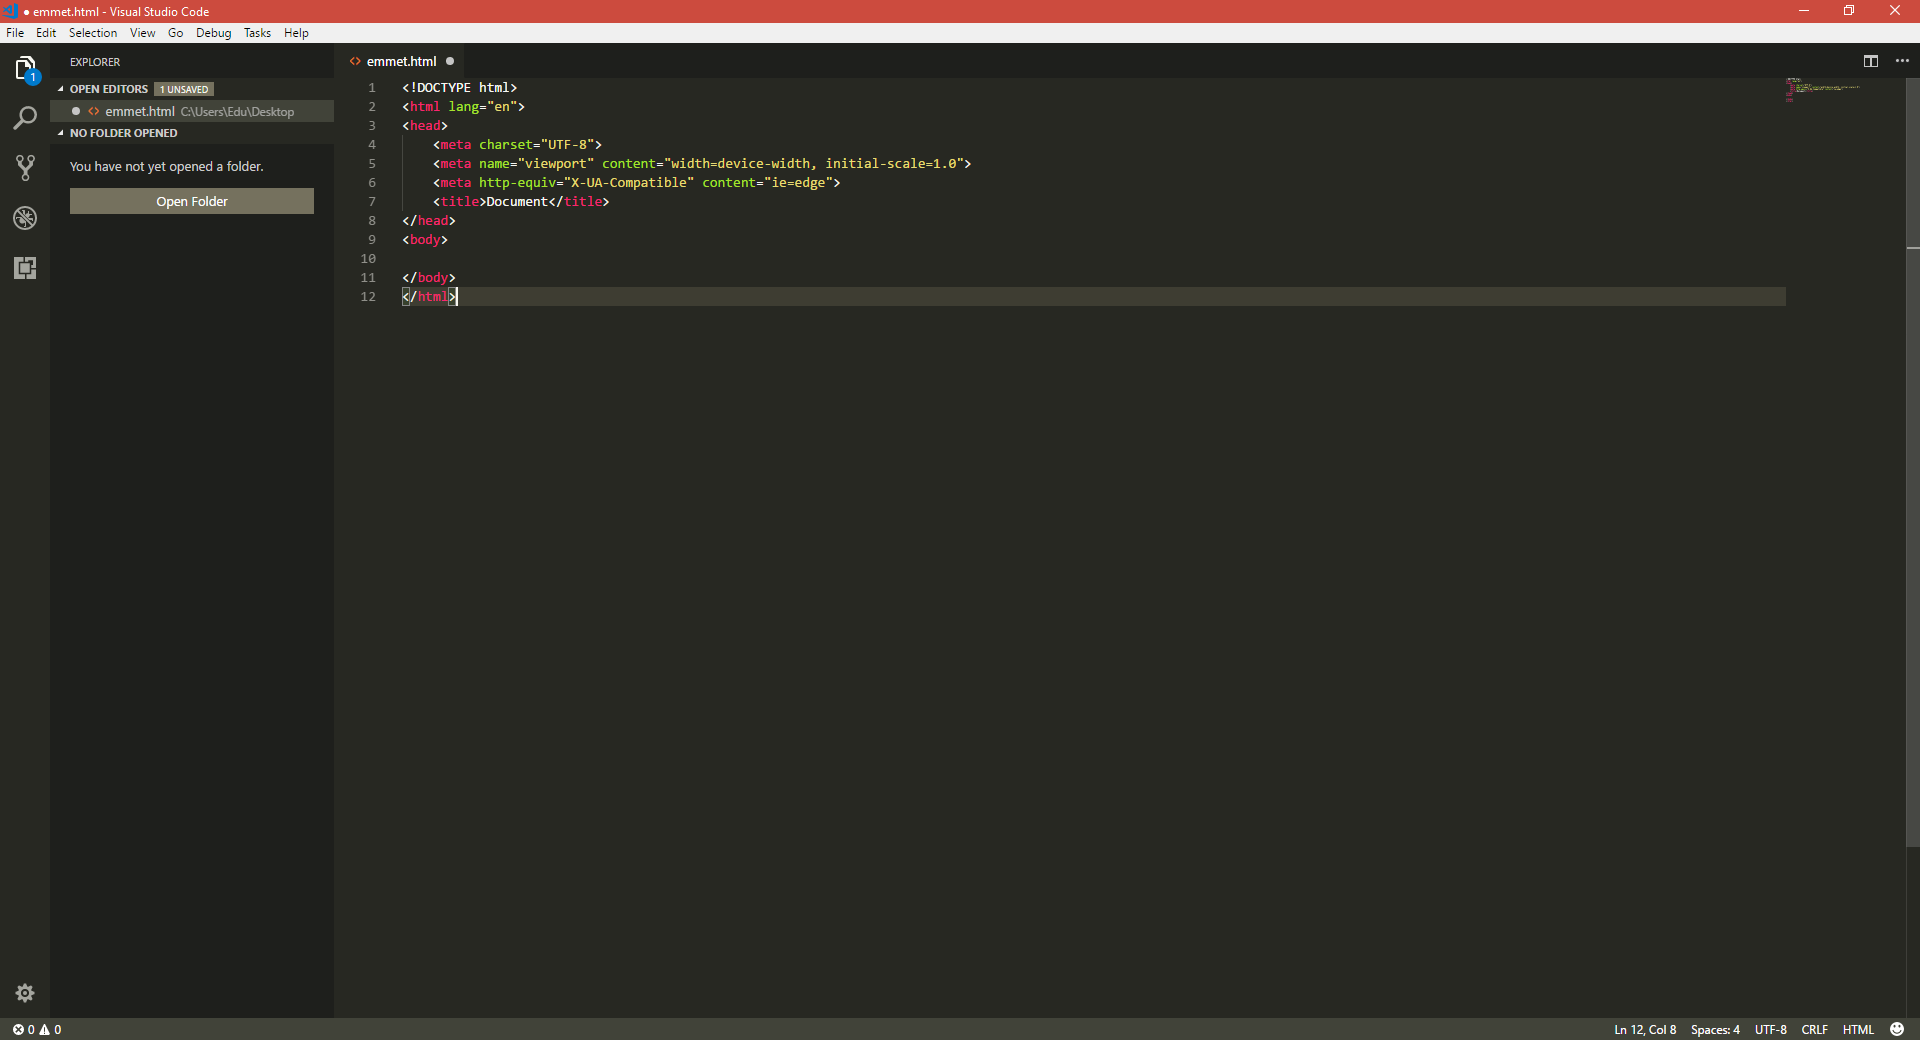 ● emmet.html - Visual Studio Code
File Edit Selection View Go Debug Tasks Help
EXPLORER
OPEN EDITORS 1 UNSAVED
emmet.html C:\Users\Edu\Desktop
NO FOLDER OPENED
You have not yet opened a folder.
Open Folder
1
emmet.html
1 <!DOCTYPE html>
2 <html lang="en">
3 <head>
4     <meta charset="UTF-8">
5     <meta name="viewport" content="width=device-width, initial-scale=1.0">
6     <meta http-equiv="X-UA-Compatible" content="ie=edge">
7     <title>Document</title>
8 </head>
9 <body>
10
11 </body>
12 </html>
0 0
Ln 12, Col 8 Spaces: 4 UTF-8 CRLF HTML